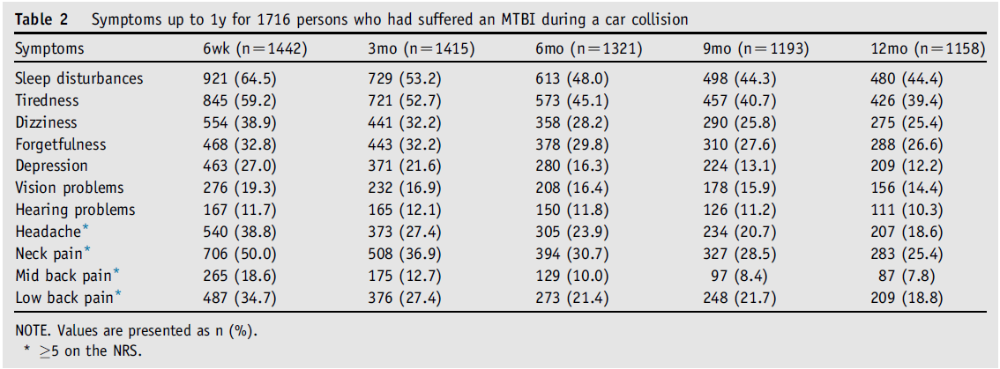 Table 2 Symptoms up to 1y for 1716 persons who had suffered an MTBI during a car collision
Symptoms 6wk (n=1442) 3mo (n=1415) 6mo (n=1321) 9mo (n=1193) 12mo (n=1158)
Sleep disturbances 921 (64.5) 729 (53.2) 613 (48.0) 498 (44.3) 480 (44.4)
Tiredness 845 (59.2) 721 (52.7) 573 (45.1) 457 (40.7) 426 (39.4)
Dizziness 554 (38.9) 441 (32.2) 358 (28.2) 290 (25.8) 275 (25.4)
Forgetfulness 468 (32.8) 443 (32.2) 378 (29.8) 310 (27.6) 288 (26.6)
Depression 463 (27.0) 371 (21.6) 280 (16.3) 224 (13.1) 209 (12.2)
Vision problems 276 (19.3) 232 (16.9) 208 (16.4) 178 (15.9) 156 (14.4)
Hearing problems 167 (11.7) 165 (12.1) 150 (11.8) 126 (11.2) 111 (10.3)
Headache* 540 (38.8) 373 (27.4) 305 (23.9) 234 (20.7) 207 (18.6)
Neck pain* 706 (50.0) 508 (36.9) 394 (30.7) 327 (28.5) 283 (25.4)
Mid back pain* 265 (18.6) 175 (12.7) 129 (10.0) 97 (8.4) 87 (7.8)
Low back pain* 487 (34.7) 376 (27.4) 273 (21.4) 248 (21.7) 209 (18.8)
NOTE. Values are presented as n (%).
* ≥5 on the NRS.